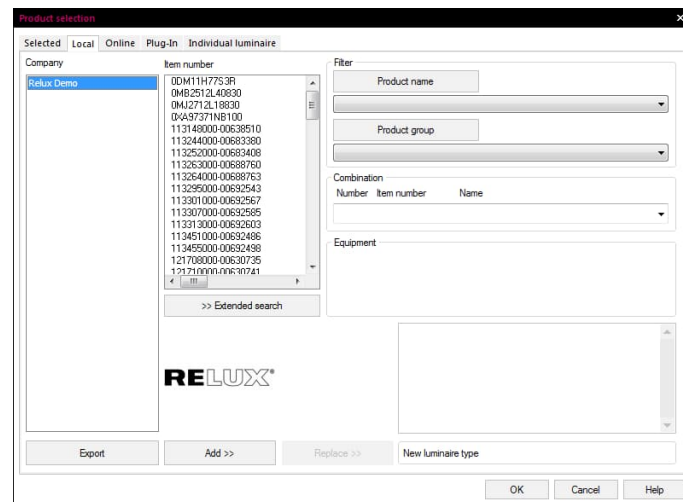 Product selection
Selected Local Online Plug-In Individual luminaire
Company
Relux Demo
Item number
0DM11H77S3R
0MB2512L40830
0MJ2712L18830
0XA97371NB100
113148000-00638510
113244000-00683380
113252000-00683408
113263000-00688760
113264000-00688763
113295000-00692543
113301000-00692567
113307000-00692585
113313000-00692603
113451000-00692486
113455000-00692498
121708000-00630735
121710000-00630741
>> Extended search
Filter
Product name
Product group
Combination
Number Item number Name
Equipment
RELUX®
Export Add >> Replace >> New luminaire type
OK Cancel Help